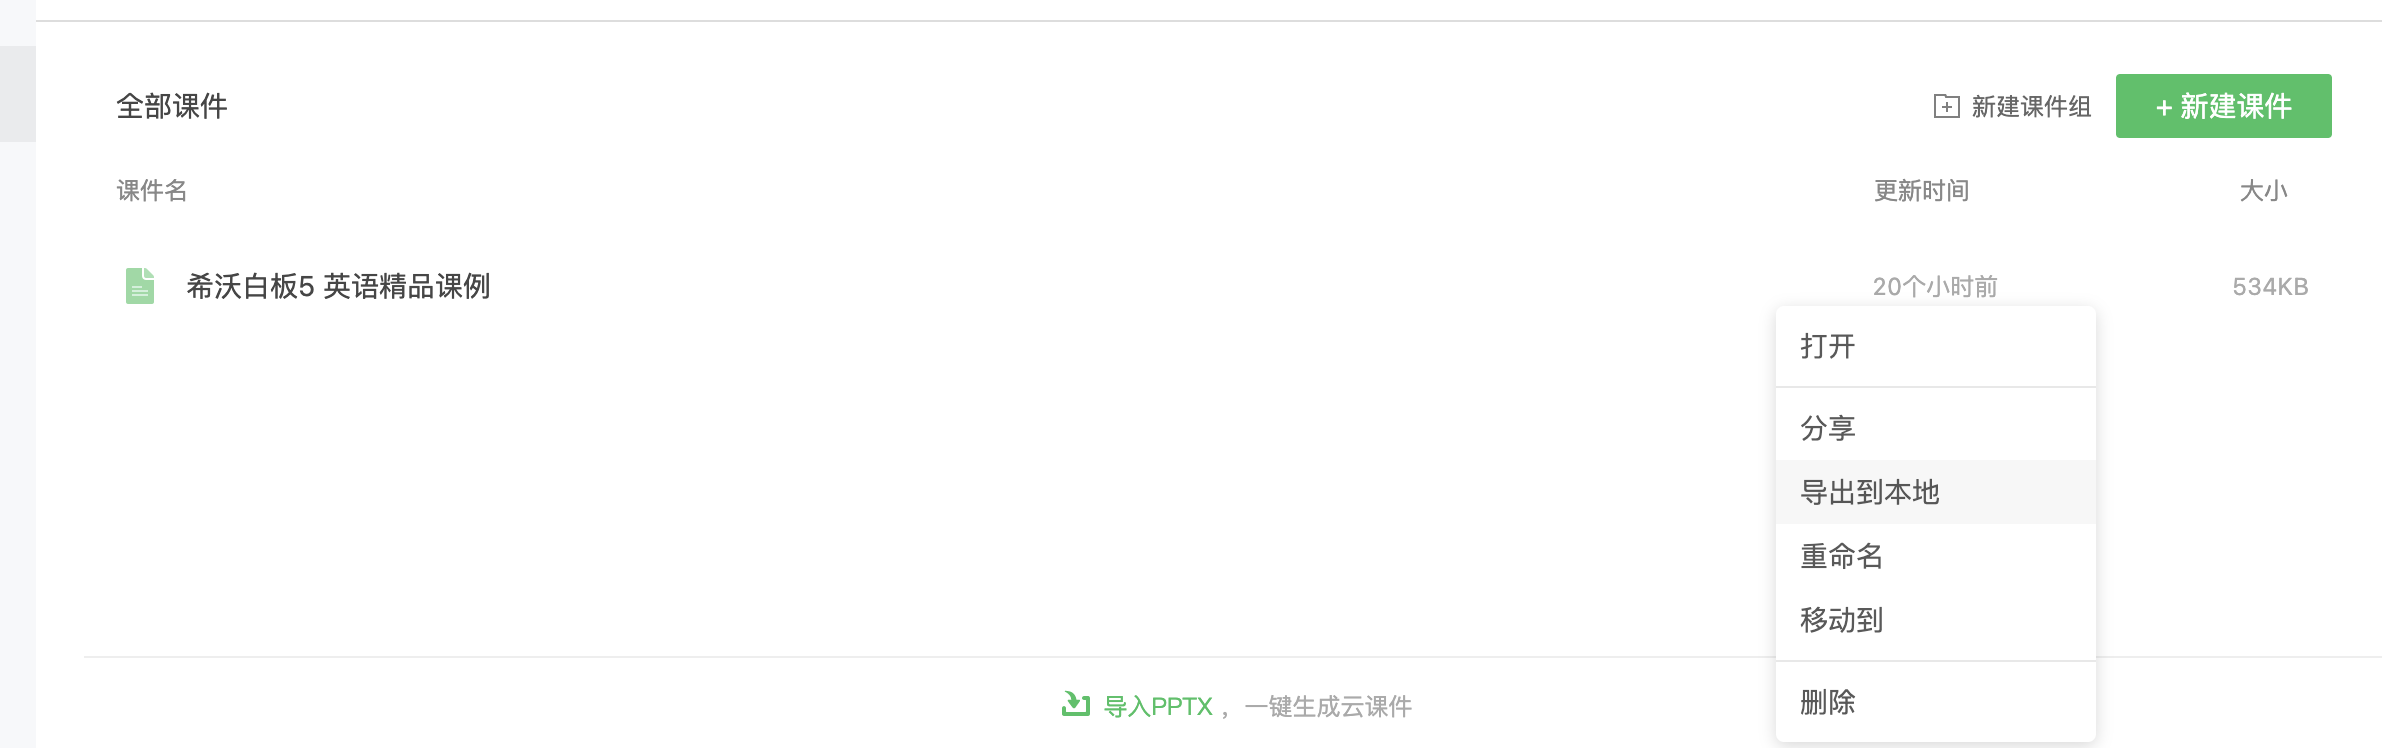 全部课件
新建课件组
+ 新建课件
课件名
更新时间
大小
希沃白板5 英语精品课例
20个小时前
534KB
打开
分享
导出到本地
重命名
移动到
删除
导入PPTX ，一键生成云课件